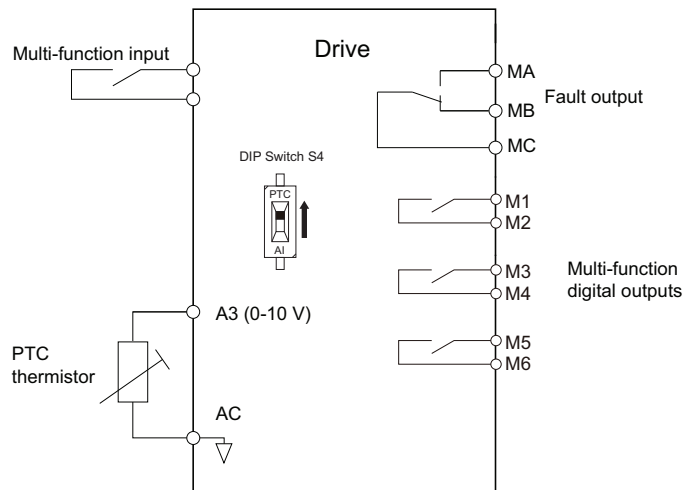 Drive
Multi-function input
MA
MB
Fault output
MC
DIP Switch S4
PTC
AI
M1
M2
M3
M4
Multi-function
digital outputs
M5
M6
A3 (0-10 V)
PTC
thermistor
AC